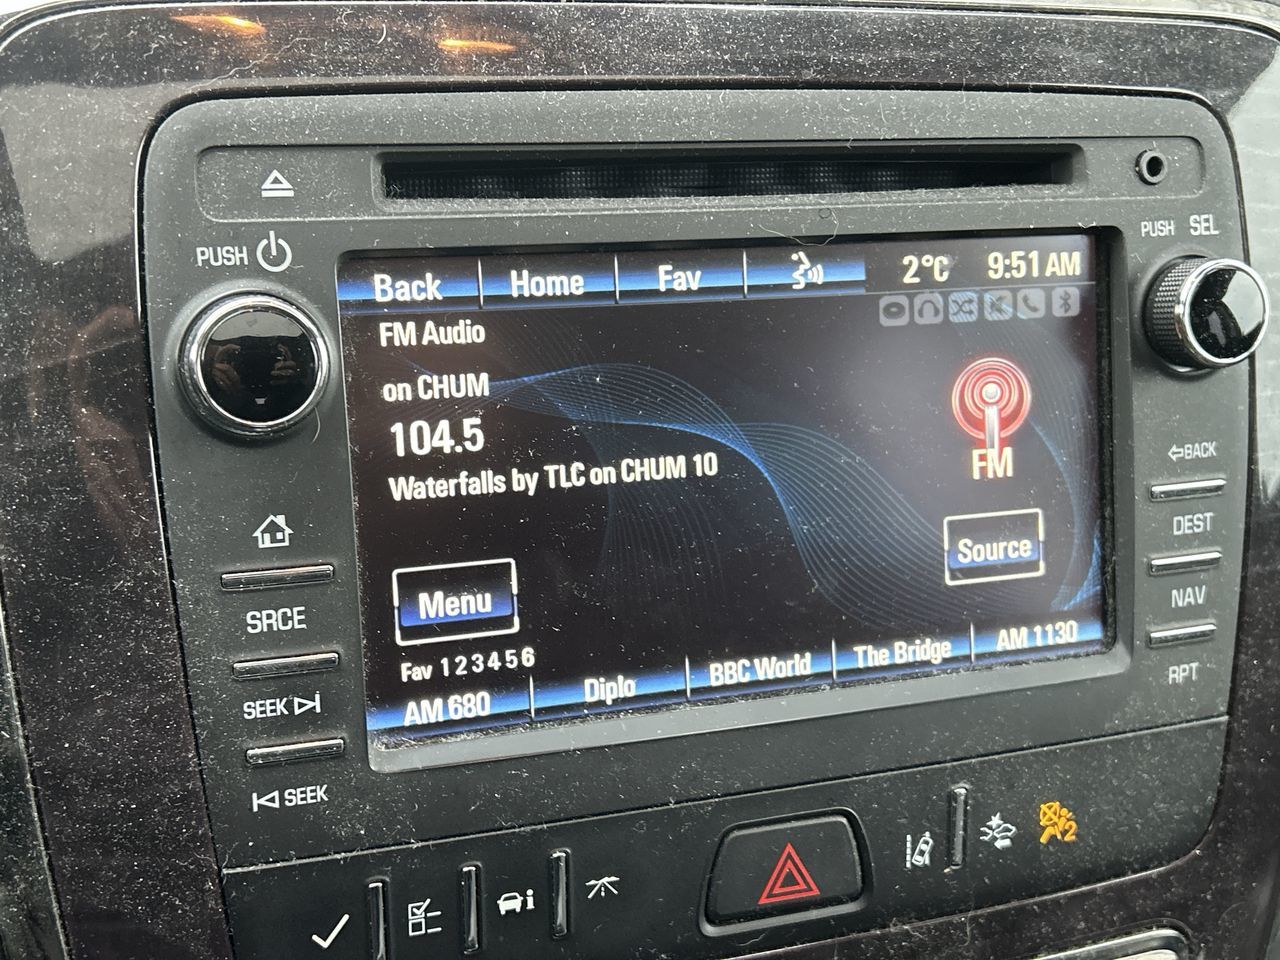 PUSH
PUSH SEL
Back Home Fav 2°C 9:51 AM
FM Audio
on CHUM
104.5
Waterfalls by TLC on CHUM 10
FM
Source
Menu
Fav 1 2 3 4 5 6
AM 680 Diplo BBC World The Bridge AM 1130
SRCE
SEEK
SEEK
BACK
DEST
NAV
RPT
i
2